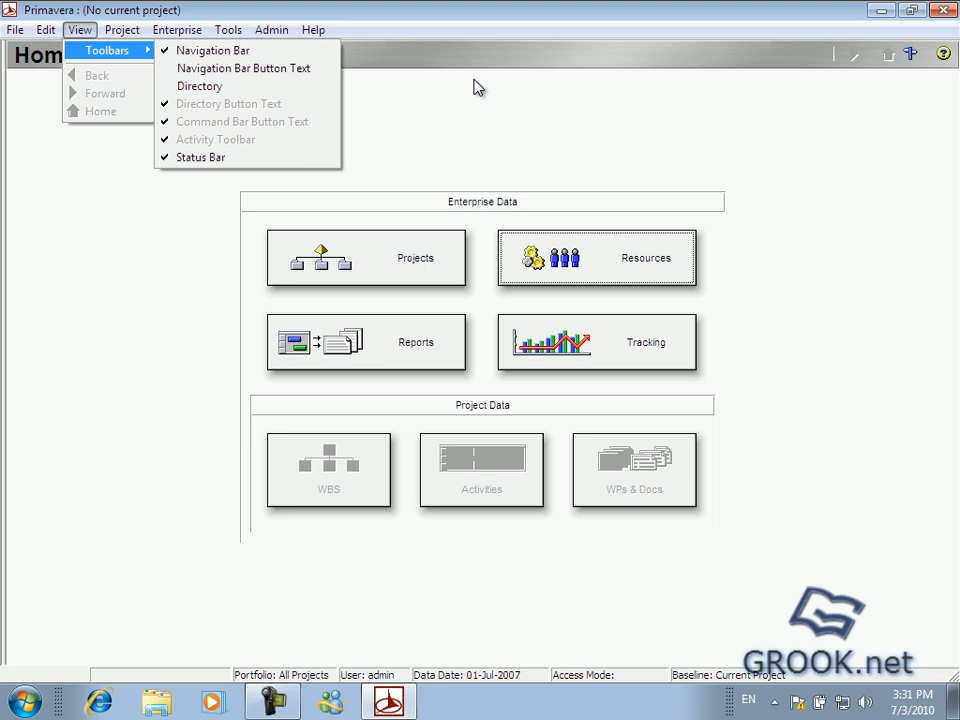 Primavera : (No current project)
File Edit View Project Enterprise Tools Admin Help
Hom
Toolbars
Back
Forward
Home
Navigation Bar
Navigation Bar Button Text
Directory
Directory Button Text
Command Bar Button Text
Activity Toolbar
Status Bar
Enterprise Data
Projects
Resources
Reports
Tracking
Project Data
WBS
Activities
WPs & Docs
GROOK.net
Portfolio: All Projects User: admin Data Date: 01-Jul-2007 Access Mode: Baseline: Current Project
EN
3:31 PM
7/3/2010